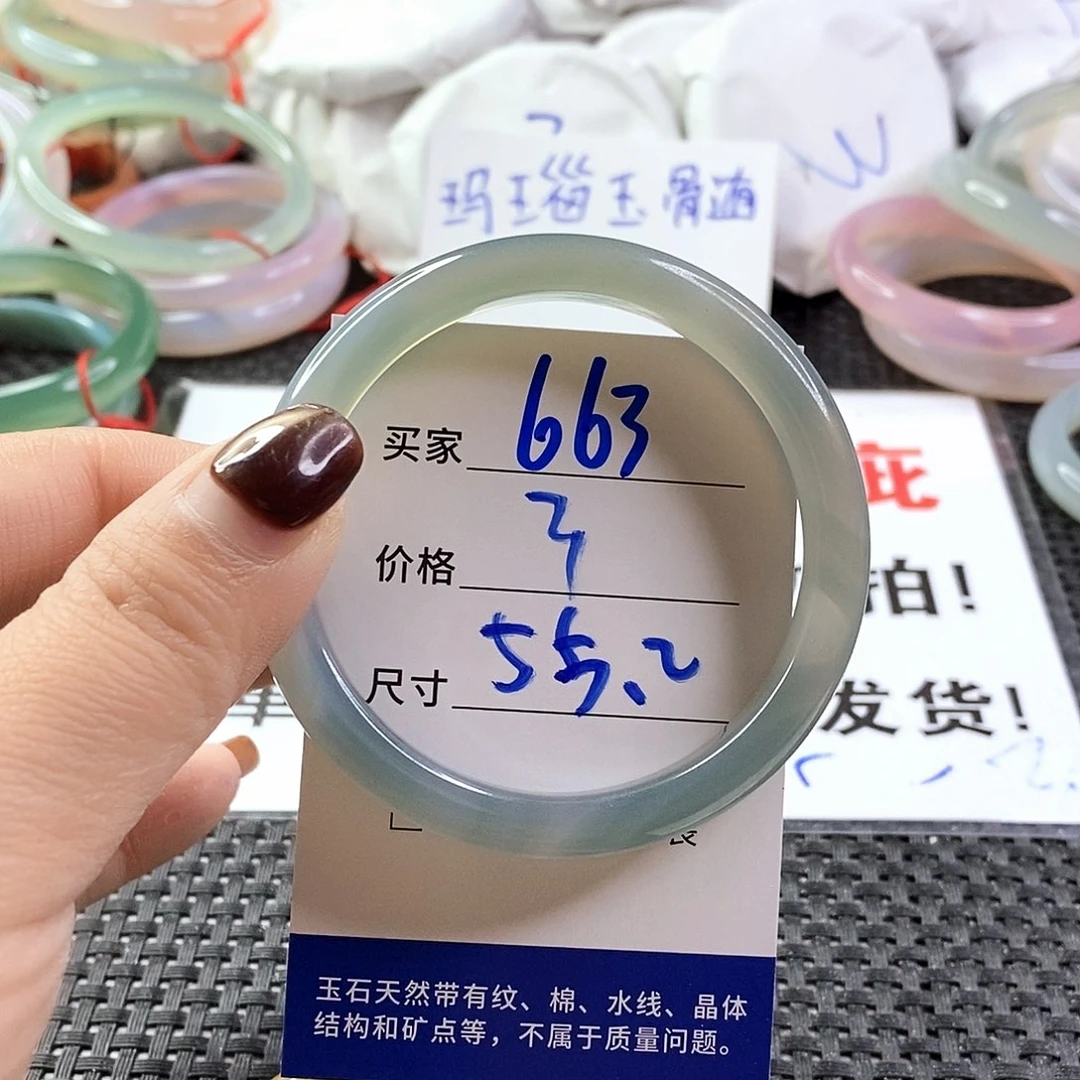 玛瑙玉骨髓
买家 663
价格
尺寸 55.2
疵
拍!
发货!
玉石天然带有纹、棉、水线、晶体
结构和矿点等，不属于质量问题。